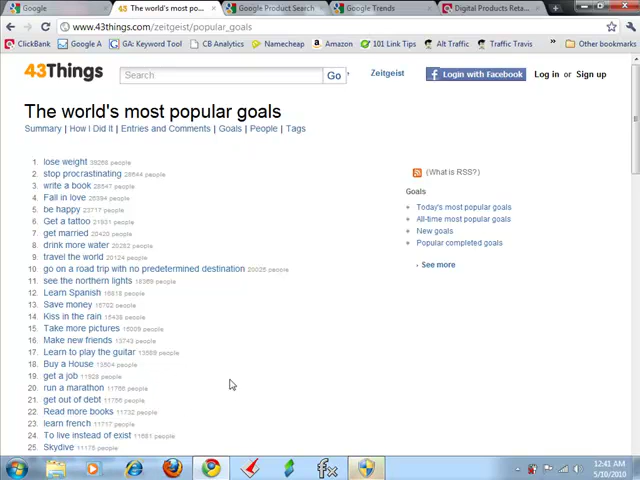 Google
The world's most po...
Google Product Search
Google Trends
Digital Products Reta...
www.43things.com/zeitgeist/popular_goals
ClickBank
Google A
GA: Keyword Tool
CB Analytics
Namecheap
Amazon
101 Link Tips
Alt Traffic
Traffic Travis
»
Other bookmarks
43Things
Search
Go
Zeitgeist
Login with Facebook
Log in or Sign up
The world's most popular goals
Summary | How I Did It | Entries and Comments | Goals | People | Tags
1. lose weight 39268 people
2. stop procrastinating 28644 people
3. write a book 28547 people
4. Fall in love 26394 people
5. be happy 23717 people
6. Get a tattoo 21931 people
7. get married 20420 people
8. drink more water 20282 people
9. travel the world 20124 people
10. go on a road trip with no predetermined destination 20025 people
11. see the northern lights 18369 people
12. Learn Spanish 16818 people
13. Save money 15702 people
14. Kiss in the rain 15438 people
15. Take more pictures 15009 people
16. Make new friends 13743 people
17. Learn to play the guitar 13589 people
18. Buy a House 13504 people
19. get a job 11928 people
20. run a marathon 11766 people
21. get out of debt 11756 people
22. Read more books 11732 people
23. learn french 11717 people
24. To live instead of exist 11681 people
25. Skydive 11175 people
(What is RSS?)
Goals
Today's most popular goals
All-time most popular goals
New goals
Popular completed goals
See more
12:41 AM
5/10/2010